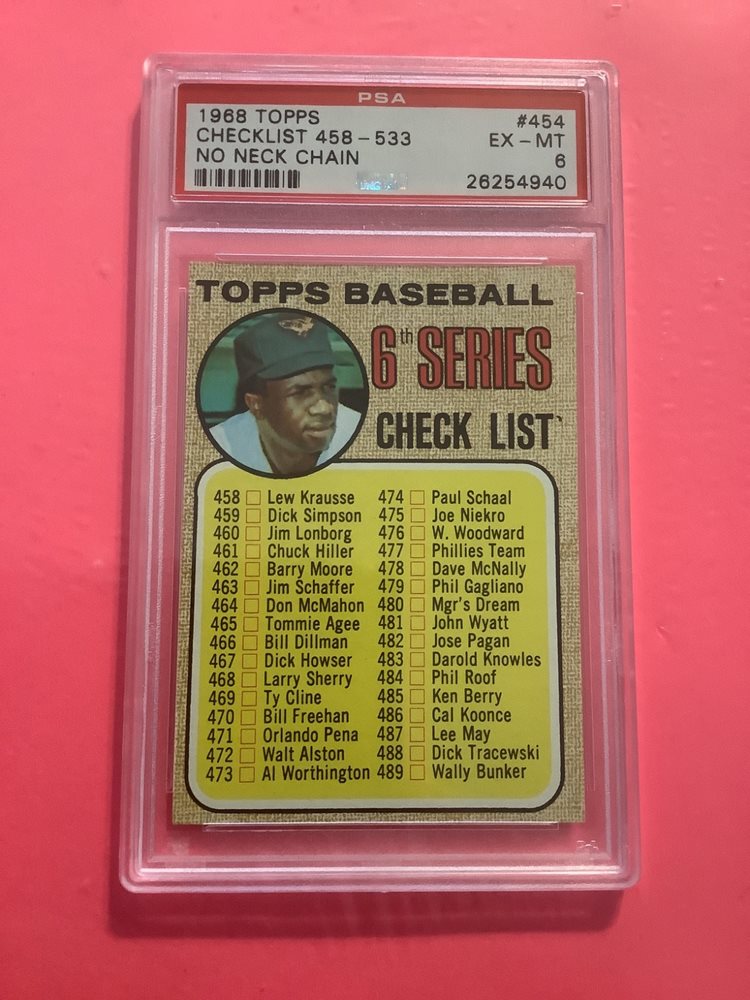 PSA
1968 TOPPS #454
CHECKLIST 458-533 EX-MT
NO NECK CHAIN 6
26254940
TOPPS BASEBALL
6th SERIES
CHECK LIST
458 Lew Krausse 474 Paul Schaal
459 Dick Simpson 475 Joe Niekro
460 Jim Lonborg 476 W. Woodward
461 Chuck Hiller 477 Phillies Team
462 Barry Moore 478 Dave McNally
463 Jim Schaffer 479 Phil Gagliano
464 Don McMahon 480 Mgr's Dream
465 Tommie Agee 481 John Wyatt
466 Bill Dillman 482 Jose Pagan
467 Dick Howser 483 Darold Knowles
468 Larry Sherry 484 Phil Roof
469 Ty Cline 485 Ken Berry
470 Bill Freehan 486 Cal Koonce
471 Orlando Pena 487 Lee May
472 Walt Alston 488 Dick Tracewski
473 Al Worthington 489 Wally Bunker